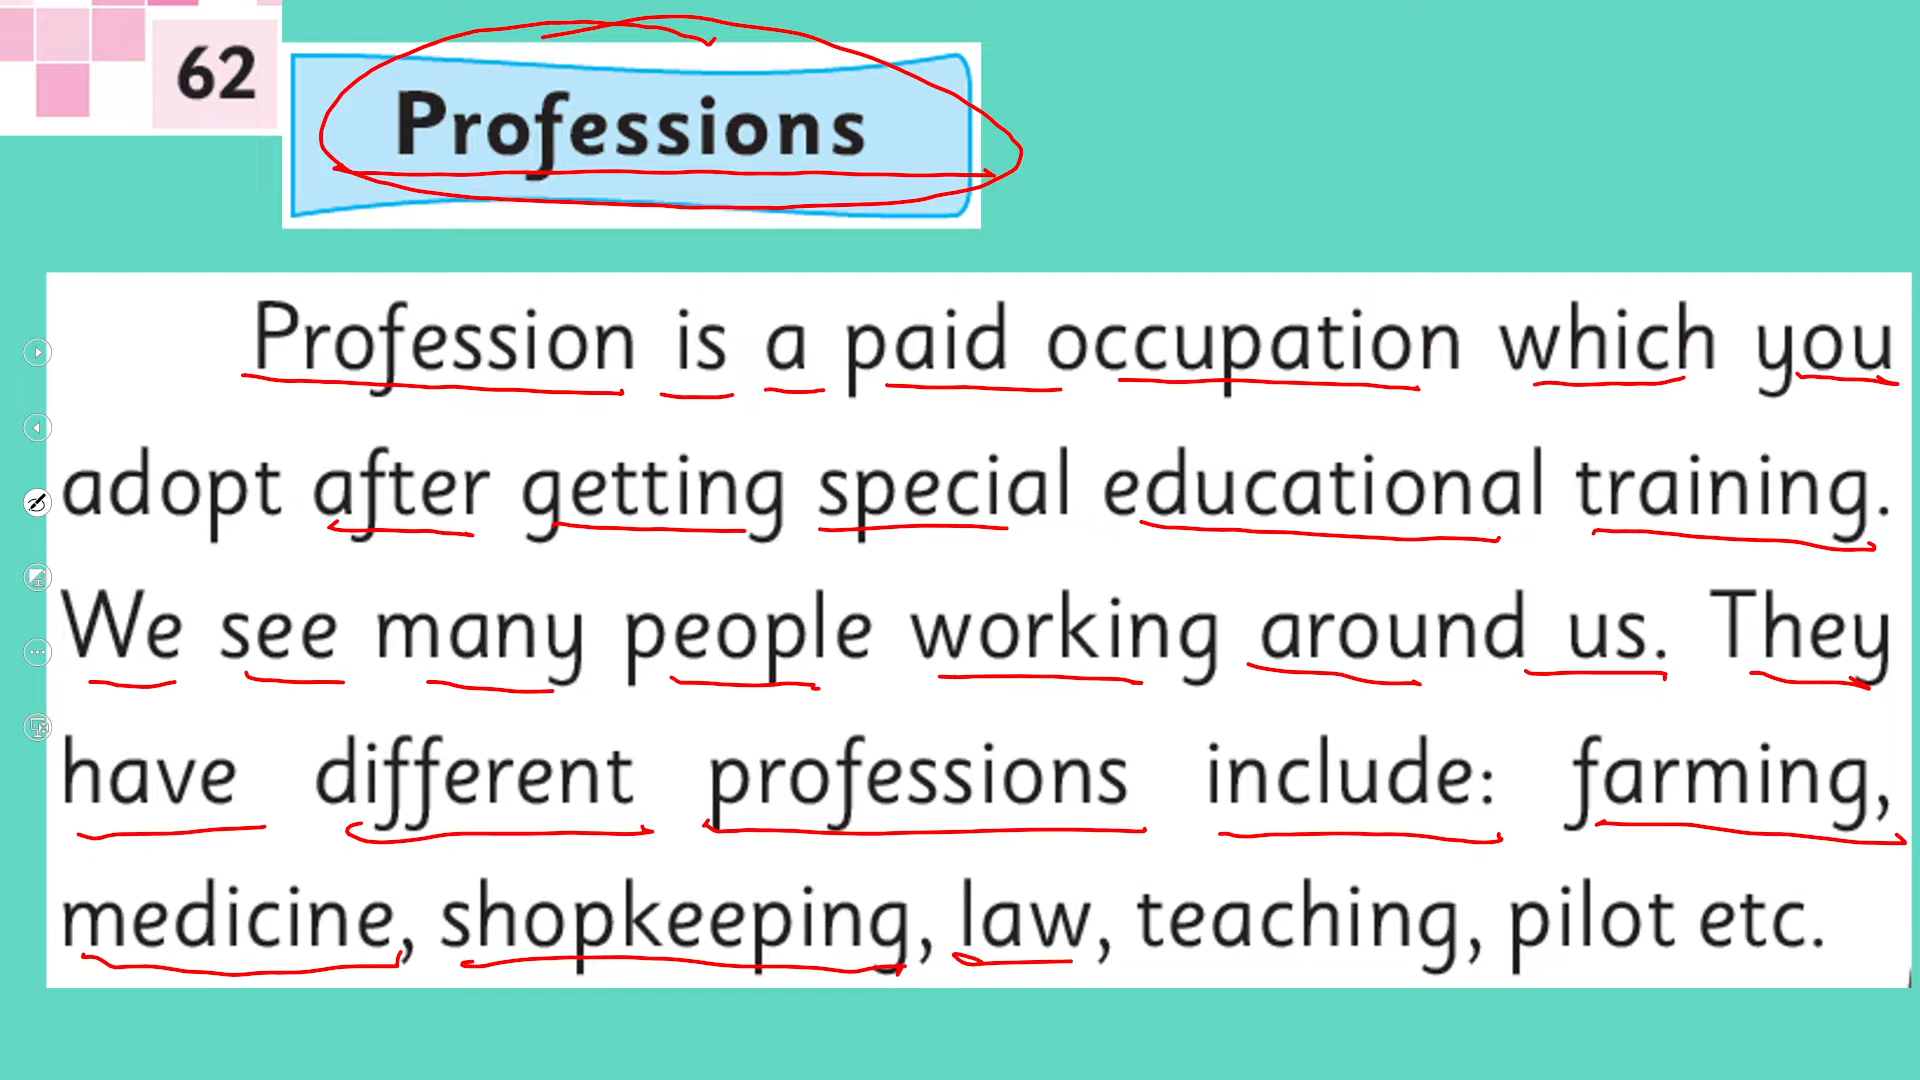 62
Professions
Profession is a paid occupation which you
adopt after getting special educational training.
We see many people working around us. They
have different professions include: farming,
medicine, shopkeeping, law, teaching, pilot etc.